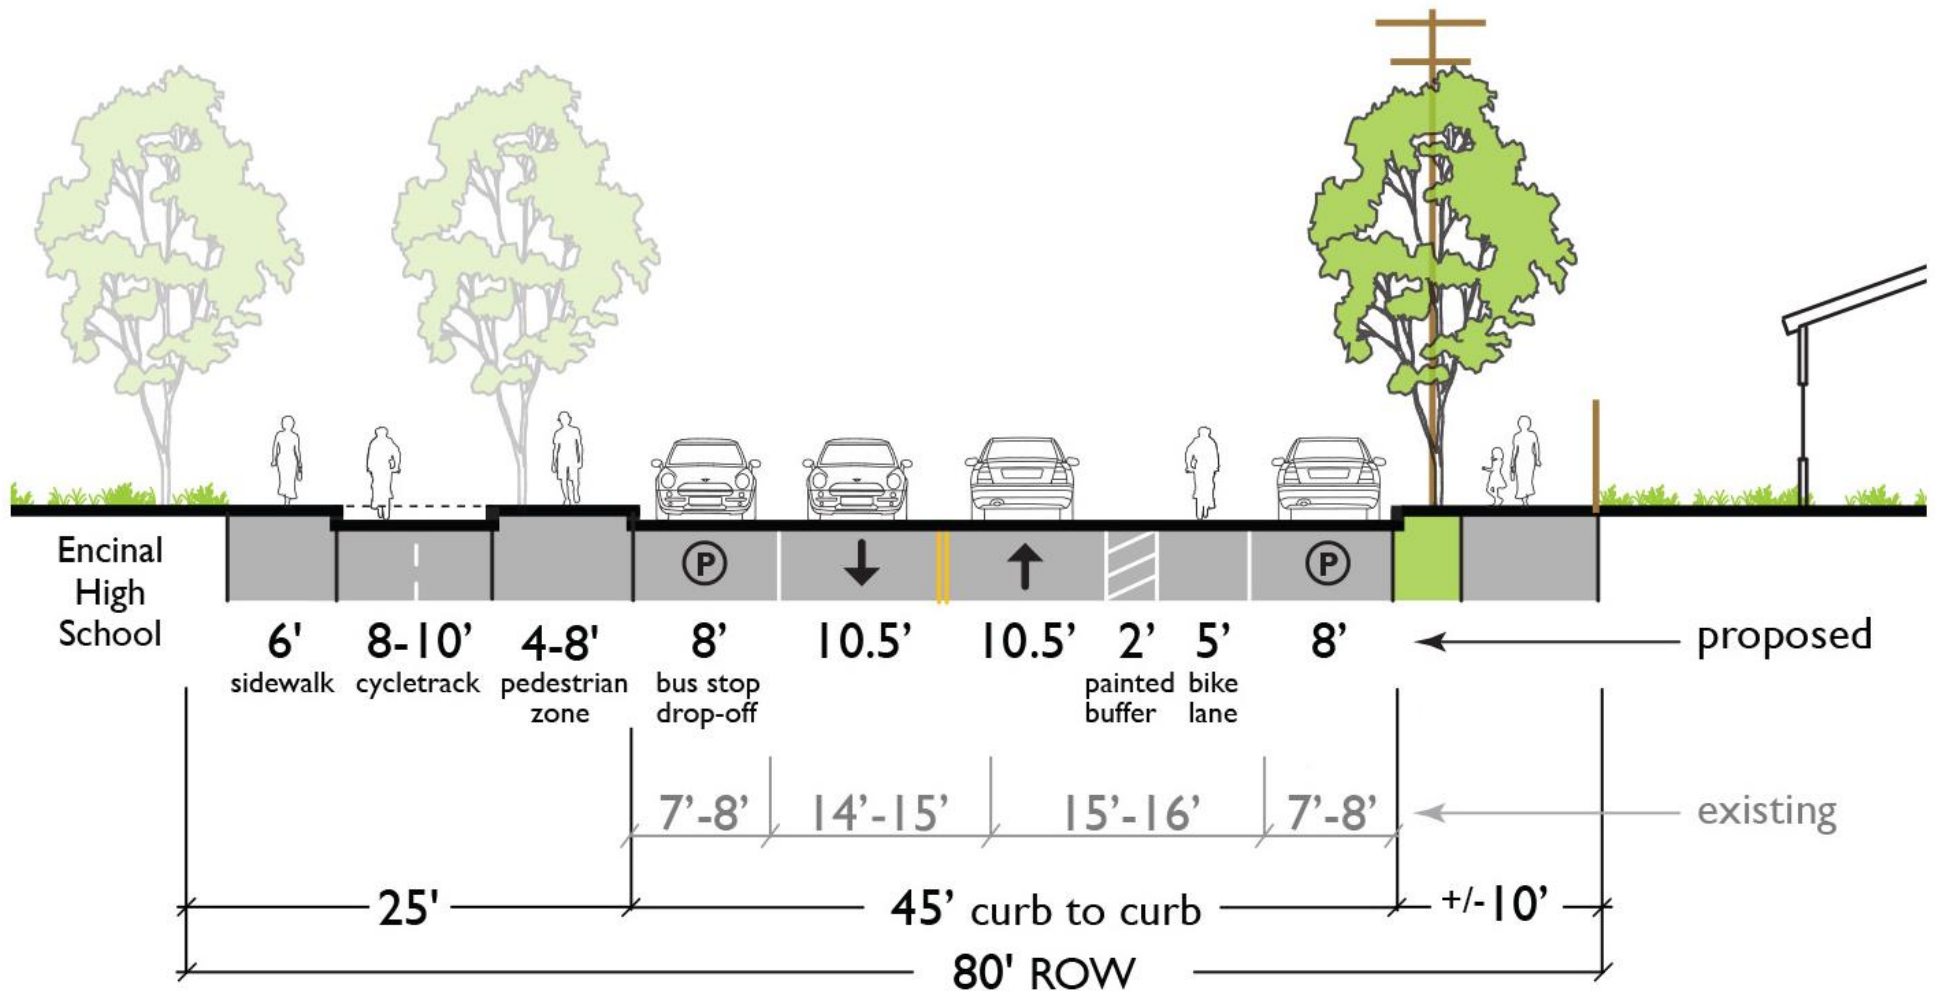 Encinal
High
School
P
P
6' 8-10’ 4-8' 8’ 10.5’ 10.5’ 2’ 5’ 8’ proposed
sidewalk cycletrack pedestrian bus stop painted bike
zone drop-off buffer lane
7’-8’ 14’-15’ 15’-16’ 7’-8’ existing
25' 45’ curb to curb +/-10’
80' ROW